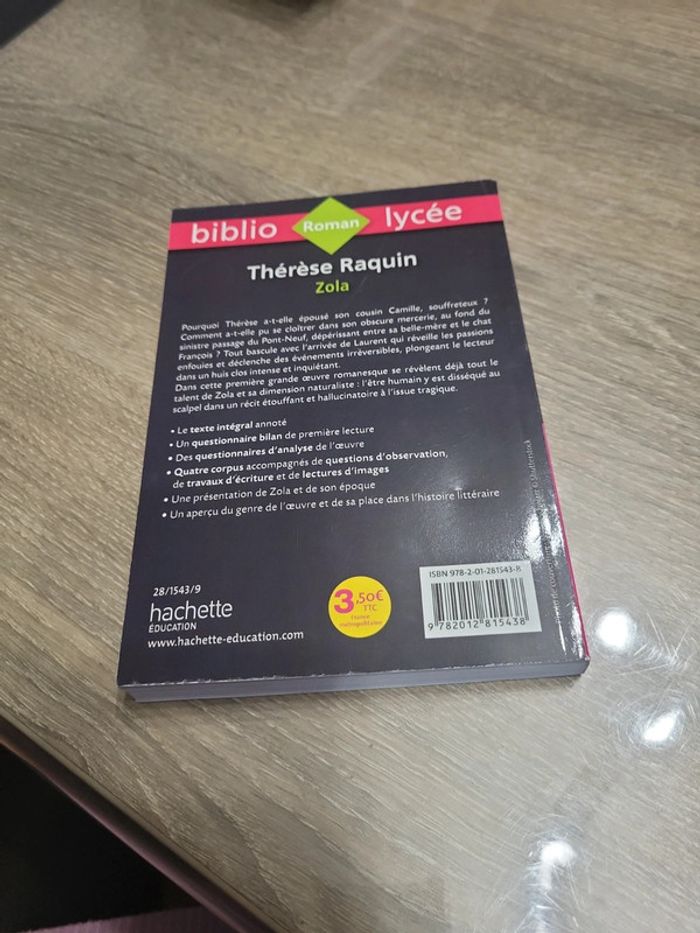 biblio Roman lycée
Thérèse Raquin
Zola
Pourquoi Thérèse a-t-elle épousé son cousin Camille, souffreteux ?
Comment a-t-elle pu se cloîtrer dans son obscure mercerie, au fond du
sinistre passage du Pont-Neuf, dépérissant entre sa belle-mère et le chat
François ? Tout bascule avec l'arrivée de Laurent qui réveille les passions
enfouies et déclenche des événements irréversibles, plongeant le lecteur
dans un huis clos intense et inquiétant.
Dans cette première grande œuvre romanesque se révèlent déjà tout le
talent de Zola et sa dimension naturaliste : l'être humain y est disséqué au
scalpel dans un récit étouffant et hallucinatoire à l'issue tragique.
• Le texte intégral annoté
• Un questionnaire bilan de première lecture
• Des questionnaires d'analyse de l'œuvre
• Quatre corpus accompagnés de questions d'observation,
de travaux d'écriture et de lectures d'images
• Une présentation de Zola et de son époque
• Un aperçu du genre de l'œuvre et de sa place dans l'histoire littéraire
28/1543/9
hachette
ÉDUCATION
www.hachette-education.com
3,50€
TTC
France
métropolitaine
ISBN 978-2-01-281543-8
9 782012 815438
© Shutterstock